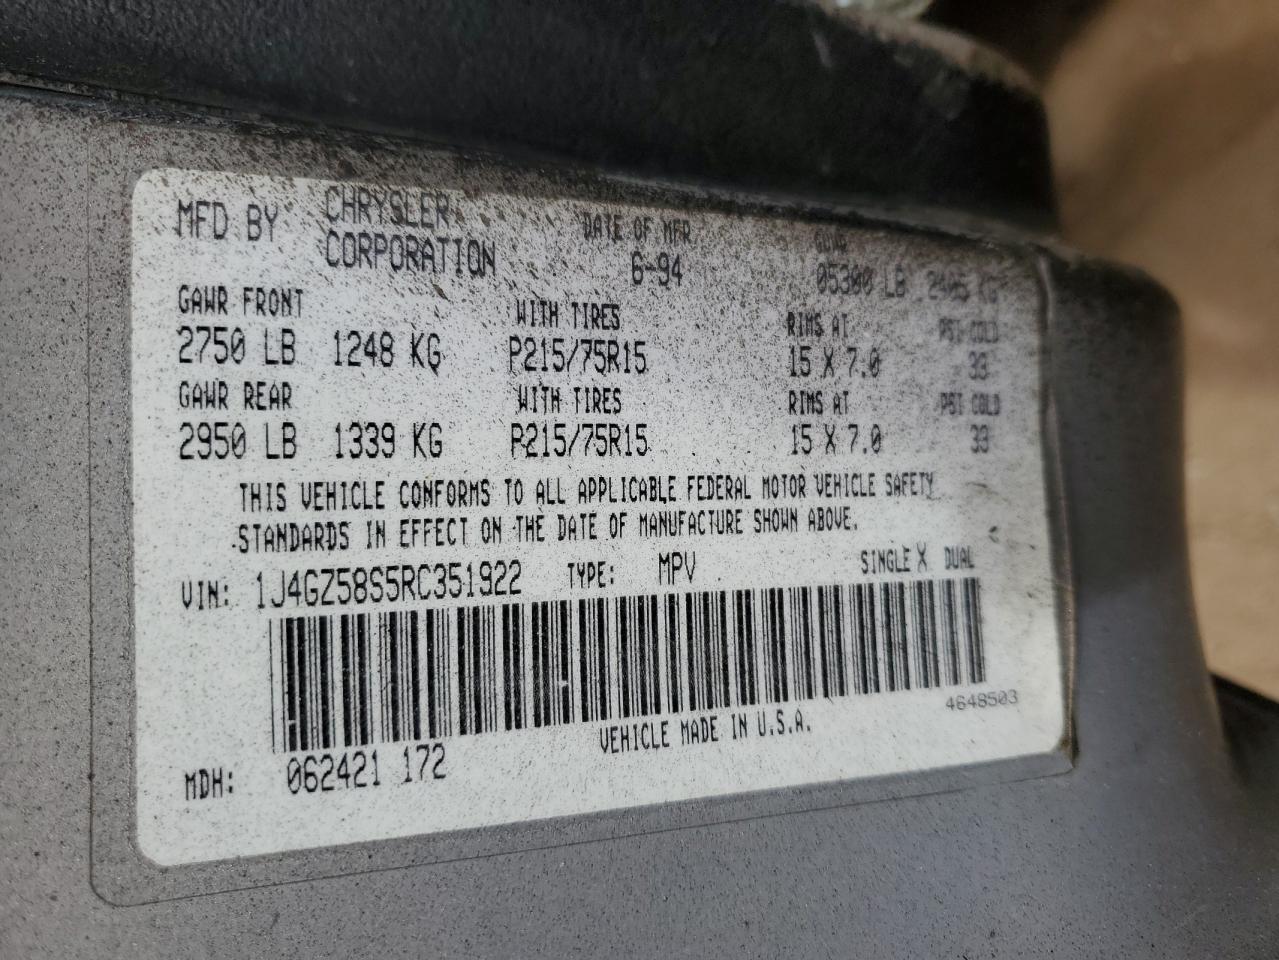 MFD BY CHRYSLER CORPORATION DATE OF MFR GVWR
6-94 05300 LB 2405 KG
GAWR FRONT WITH TIRES RIMS AT PSI COLD
2750 LB 1248 KG P215/75R15 15 X 7.0 33
GAWR REAR WITH TIRES RIMS AT PSI COLD
2950 LB 1339 KG P215/75R15 15 X 7.0 33
THIS VEHICLE CONFORMS TO ALL APPLICABLE FEDERAL MOTOR VEHICLE SAFETY
STANDARDS IN EFFECT ON THE DATE OF MANUFACTURE SHOWN ABOVE.
VIN: 1J4GZ58S5RC351922 TYPE: MPV SINGLE X DUAL
4648503
MDH: 062421 172 VEHICLE MADE IN U.S.A.